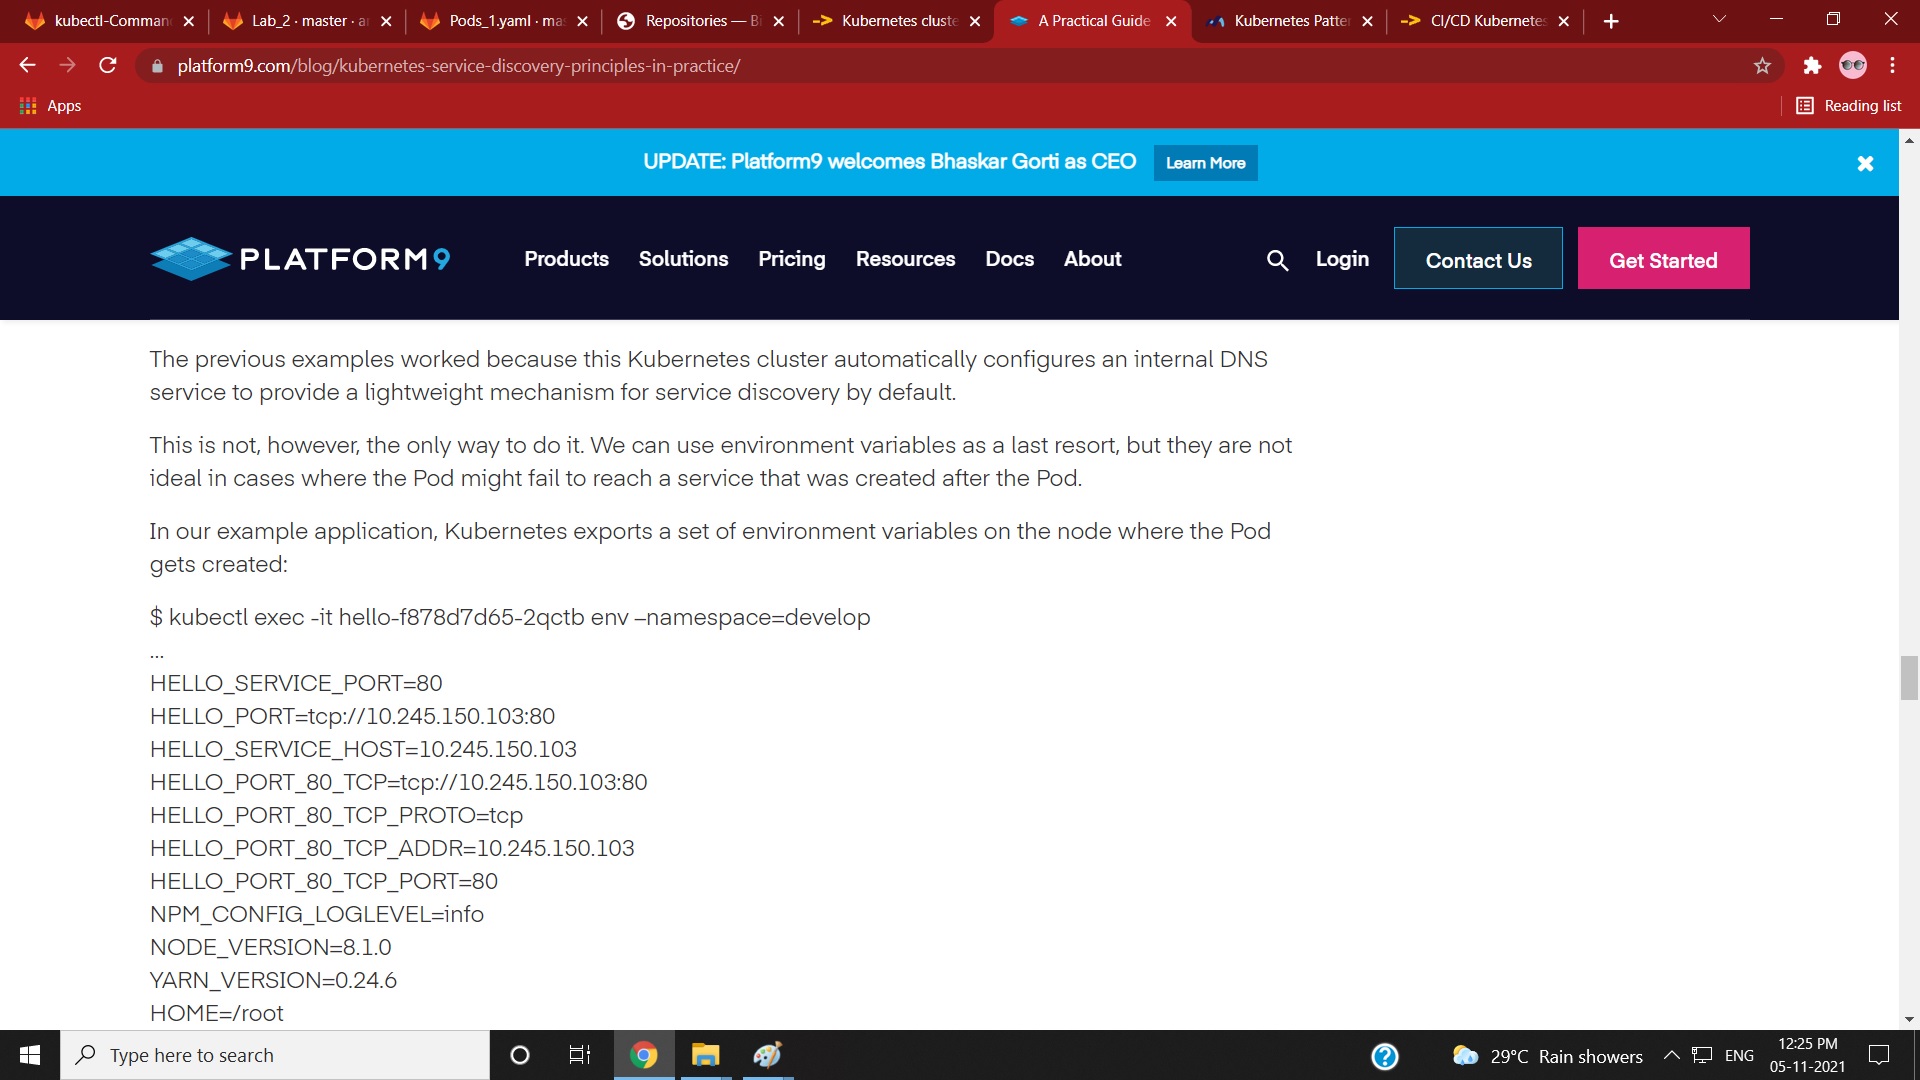 kubectl-Comman
Lab_2 · master · a
Pods_1.yaml · mas
Repositories — Bi
Kubernetes cluste
A Practical Guide
Kubernetes Patter
CI/CD Kubernetes
platform9.com/blog/kubernetes-service-discovery-principles-in-practice/
Apps
Reading list
UPDATE: Platform9 welcomes Bhaskar Gorti as CEO
Learn More
PLATFORM9
Products
Solutions
Pricing
Resources
Docs
About
Login
Contact Us
Get Started
The previous examples worked because this Kubernetes cluster automatically configures an internal DNS
service to provide a lightweight mechanism for service discovery by default.
This is not, however, the only way to do it. We can use environment variables as a last resort, but they are not
ideal in cases where the Pod might fail to reach a service that was created after the Pod.
In our example application, Kubernetes exports a set of environment variables on the node where the Pod
gets created:
$ kubectl exec -it hello-f878d7d65-2qctb env –namespace=develop
...
HELLO_SERVICE_PORT=80
HELLO_PORT=tcp://10.245.150.103:80
HELLO_SERVICE_HOST=10.245.150.103
HELLO_PORT_80_TCP=tcp://10.245.150.103:80
HELLO_PORT_80_TCP_PROTO=tcp
HELLO_PORT_80_TCP_ADDR=10.245.150.103
HELLO_PORT_80_TCP_PORT=80
NPM_CONFIG_LOGLEVEL=info
NODE_VERSION=8.1.0
YARN_VERSION=0.24.6
HOME=/root
Type here to search
29°C Rain showers
ENG
12:25 PM
05-11-2021